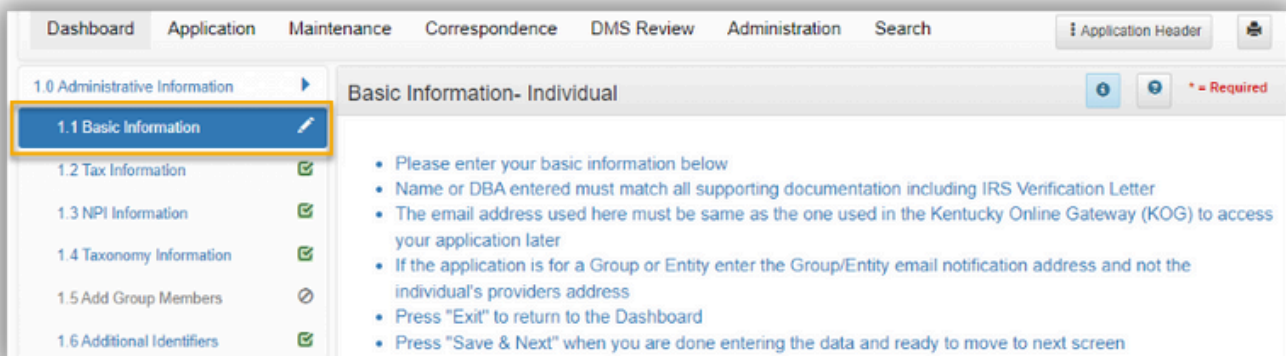 Dashboard Application Maintenance Correspondence DMS Review Administration Search Application Header
1.0 Administrative Information
Basic Information- Individual
* = Required
1.1 Basic Information
1.2 Tax Information
1.3 NPI Information
1.4 Taxonomy Information
1.5 Add Group Members
1.6 Additional Identifiers
Please enter your basic information below
Name or DBA entered must match all supporting documentation including IRS Verification Letter
The email address used here must be same as the one used in the Kentucky Online Gateway (KOG) to access
your application later
If the application is for a Group or Entity enter the Group/Entity email notification address and not the
individual's providers address
Press "Exit" to return to the Dashboard
Press "Save & Next" when you are done entering the data and ready to move to next screen